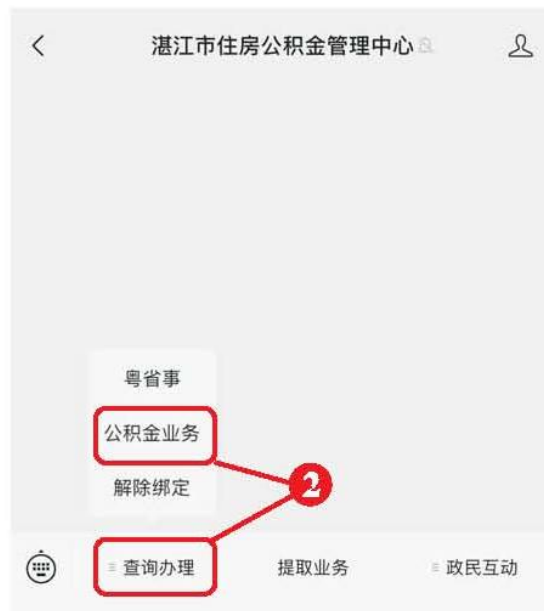 湛江市住房公积金管理中心
粤省事
公积金业务
解除绑定
2
查询办理 提取业务 政民互动